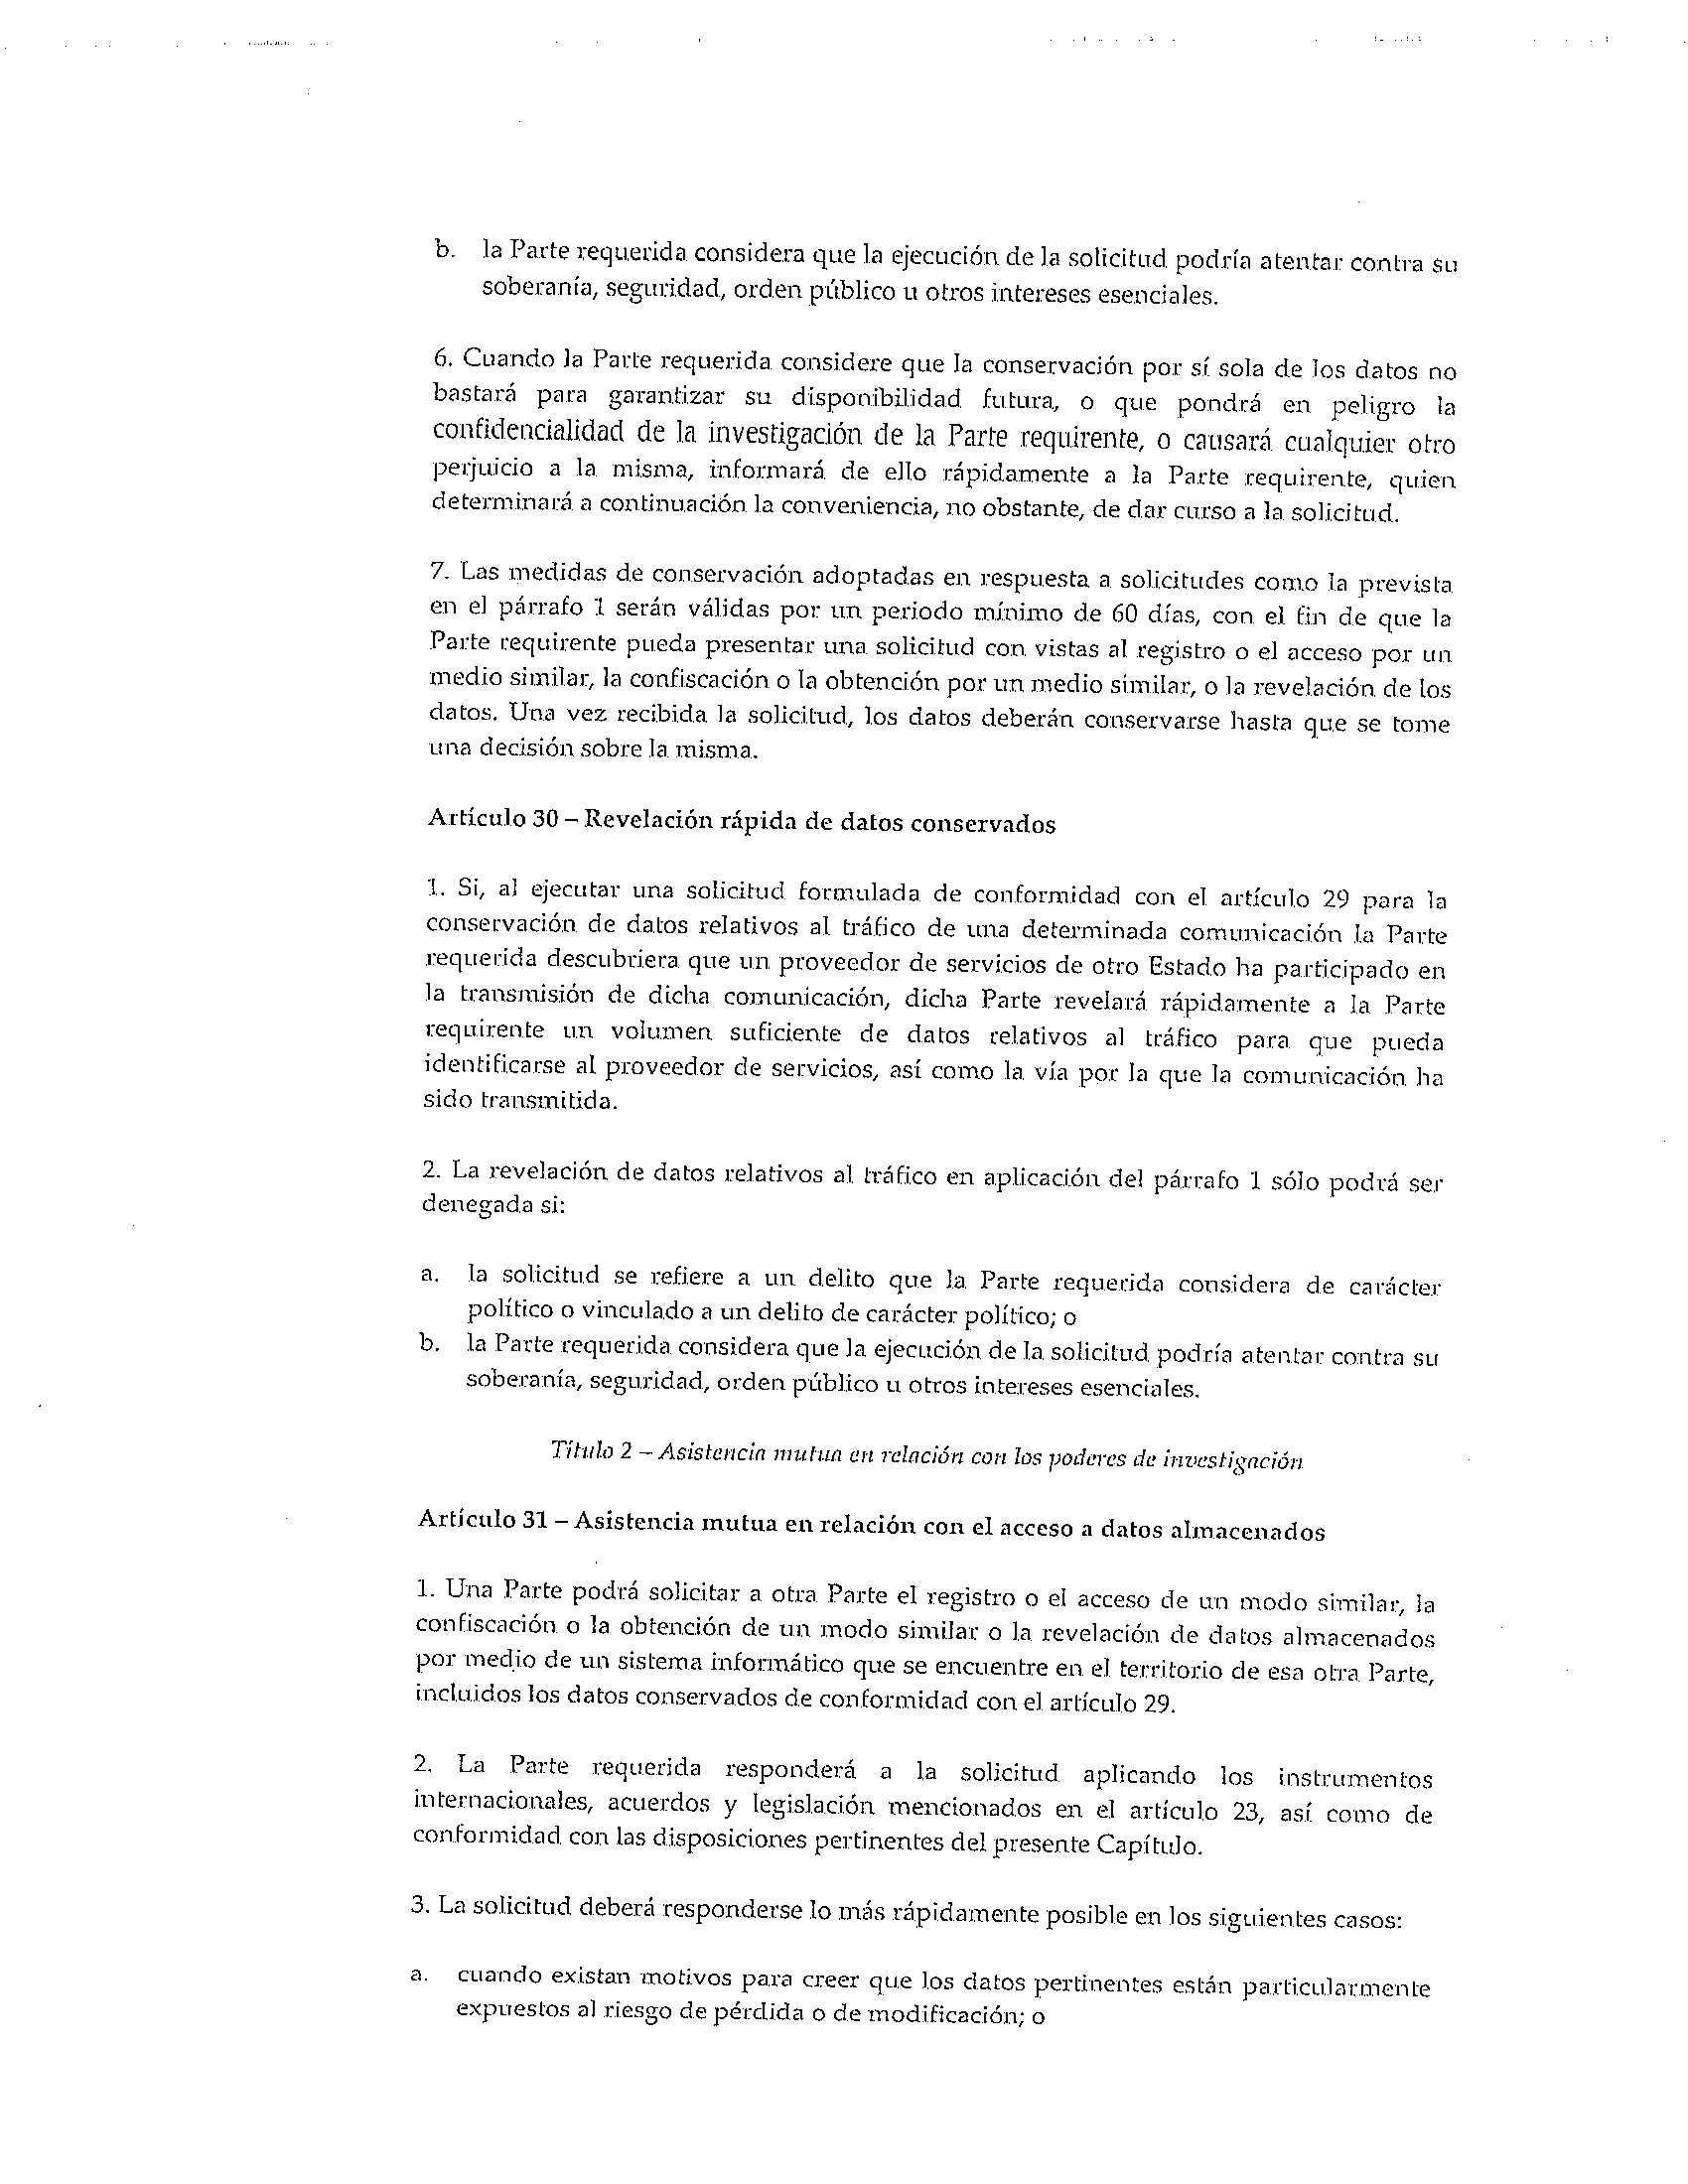 b. la Parte requerida considera que la ejecución de la solicitud podría atentar contra su
soberanía, seguridad, orden público u otros intereses esenciales.
6. Cuando la Parte requerida considere que la conservación por sí sola de los datos no
bastará para garantizar su disponibilidad futura, o que pondrá en peligro la
confidencialidad de la investigación de la Parte requirente, o causará cualquier otro
perjuicio a la misma, informará de ello rápidamente a la Parte requirente, quien
determinará a continuación la conveniencia, no obstante, de dar curso a la solicitud.
7. Las medidas de conservación adoptadas en respuesta a solicitudes como la prevista
en el párrafo 1 serán válidas por un periodo mínimo de 60 días, con el fin de que la
Parte requirente pueda presentar una solicitud con vistas al registro o el acceso por un
medio similar, la confiscación o la obtención por un medio similar, o la revelación de los
datos. Una vez recibida la solicitud, los datos deberán conservarse hasta que se tome
una decisión sobre la misma.
Artículo 30 – Revelación rápida de datos conservados
1. Si, al ejecutar una solicitud formulada de conformidad con el artículo 29 para la
conservación de datos relativos al tráfico de una determinada comunicación la Parte
requerida descubriera que un proveedor de servicios de otro Estado ha participado en
la transmisión de dicha comunicación, dicha Parte revelará rápidamente a la Parte
requirente un volumen suficiente de datos relativos al tráfico para que pueda
identificarse al proveedor de servicios, así como la vía por la que la comunicación ha
sido transmitida.
2. La revelación de datos relativos al tráfico en aplicación del párrafo 1 sólo podrá ser
denegada si:
a. la solicitud se refiere a un delito que la Parte requerida considera de carácter
político o vinculado a un delito de carácter político; o
b. la Parte requerida considera que la ejecución de la solicitud podría atentar contra su
soberanía, seguridad, orden público u otros intereses esenciales.
Título 2 – Asistencia mutua en relación con los poderes de investigación
Artículo 31 – Asistencia mutua en relación con el acceso a datos almacenados
1. Una Parte podrá solicitar a otra Parte el registro o el acceso de un modo similar, la
confiscación o la obtención de un modo similar o la revelación de datos almacenados
por medio de un sistema informático que se encuentre en el territorio de esa otra Parte,
incluidos los datos conservados de conformidad con el artículo 29.
2. La Parte requerida responderá a la solicitud aplicando los instrumentos
internacionales, acuerdos y legislación mencionados en el artículo 23, así como de
conformidad con las disposiciones pertinentes del presente Capítulo.
3. La solicitud deberá responderse lo más rápidamente posible en los siguientes casos:
a. cuando existan motivos para creer que los datos pertinentes están particularmente
expuestos al riesgo de pérdida o de modificación; o